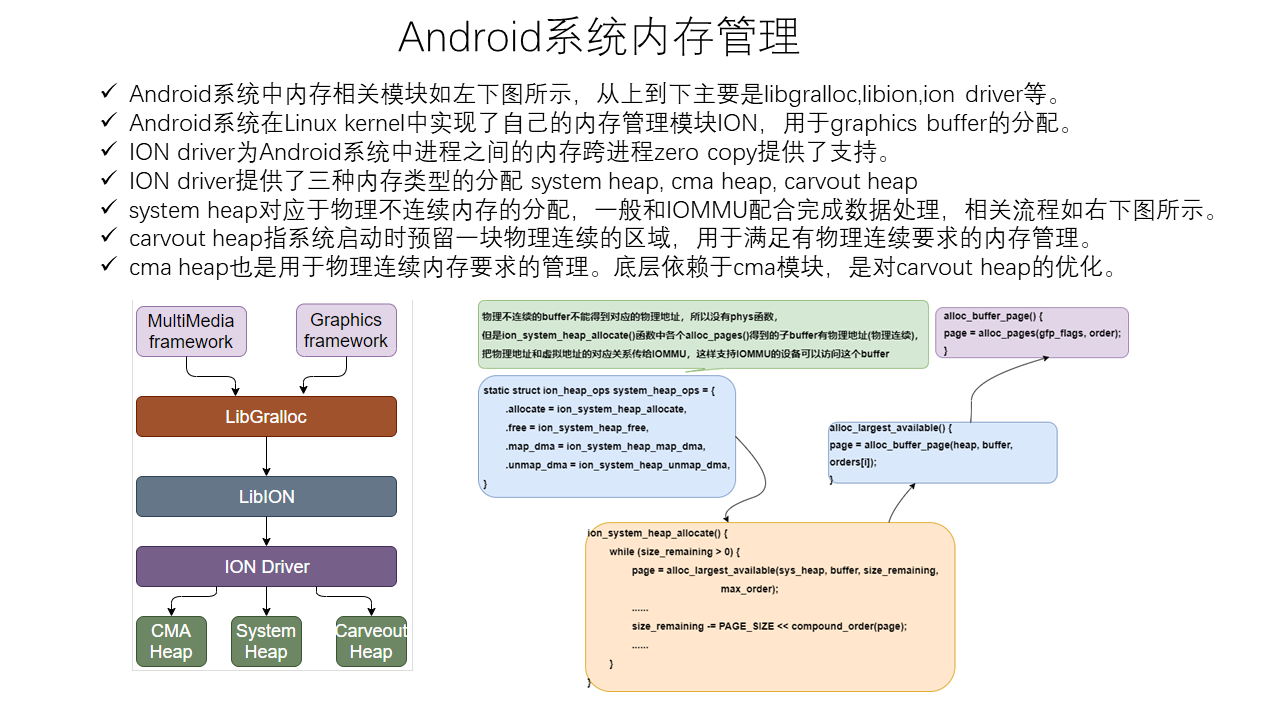 Android系统内存管理
✓ Android系统中内存相关模块如左下图所示，从上到下主要是libgralloc,libion,ion driver等。
✓ Android系统在Linux kernel中实现了自己的内存管理模块ION，用于graphics buffer的分配。
✓ ION driver为Android系统中进程之间的内存跨进程zero copy提供了支持。
✓ ION driver提供了三种内存类型的分配 system heap, cma heap, carvout heap
✓ system heap对应于物理不连续内存的分配，一般和IOMMU配合完成数据处理，相关流程如右下图所示。
✓ carvout heap指系统启动时预留一块物理连续的区域，用于满足有物理连续要求的内存管理。
✓ cma heap也是用于物理连续内存要求的管理。底层依赖于cma模块，是对carvout heap的优化。
MultiMedia
framework
Graphics
framework
LibGralloc
LibION
ION Driver
CMA
Heap
System
Heap
Carveout
Heap
物理不连续的buffer不能得到对应的物理地址，所以没有phys函数，
但是ion_system_heap_allocate()函数中各个alloc_pages()得到的子buffer有物理地址(物理连续),
把物理地址和虚拟地址的对应关系传给IOMMU，这样支持IOMMU的设备可以访问这个buffer
static struct ion_heap_ops system_heap_ops = {
.allocate = ion_system_heap_allocate,
.free = ion_system_heap_free,
.map_dma = ion_system_heap_map_dma,
.unmap_dma = ion_system_heap_unmap_dma,
}
ion_system_heap_allocate() {
while (size_remaining > 0) {
page = alloc_largest_available(sys_heap, buffer, size_remaining,
max_order);
......
size_remaining -= PAGE_SIZE << compound_order(page);
......
}
}
alloc_largest_available() {
page = alloc_buffer_page(heap, buffer,
orders[i]);
}
alloc_buffer_page() {
page = alloc_pages(gfp_flags, order);
}